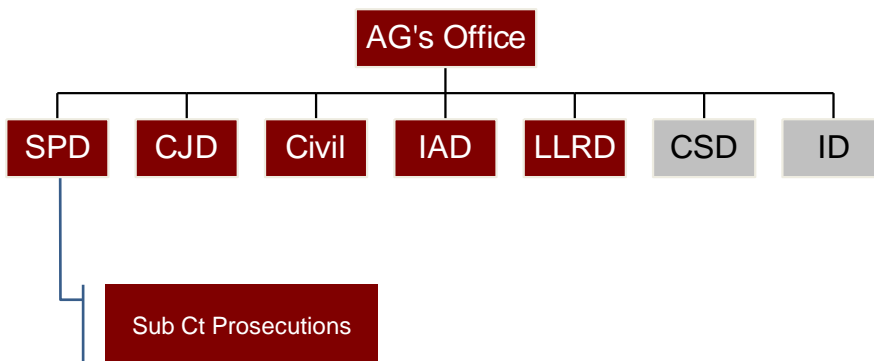 AG's Office
SPD
CJD
Civil
IAD
LLRD
CSD
ID
Sub Ct Prosecutions